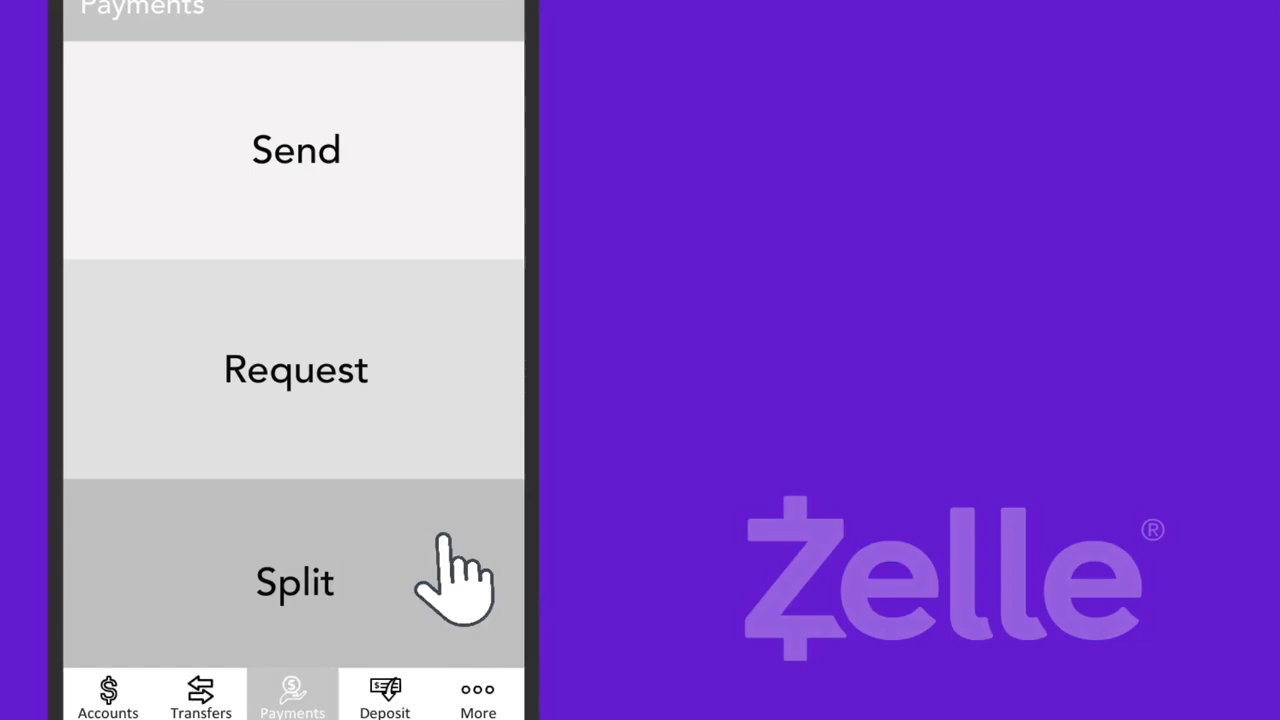 Payments
Send
Request
Split
Accounts
Transfers
Payments
Deposit
More
Zelle®